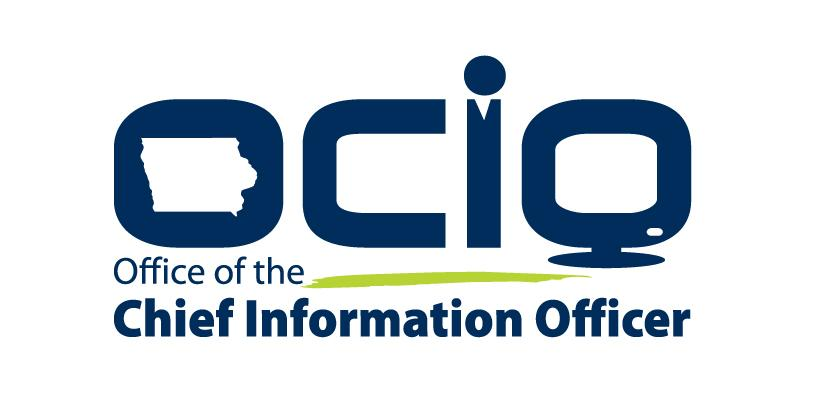 ocio
Office of the
Chief Information Officer